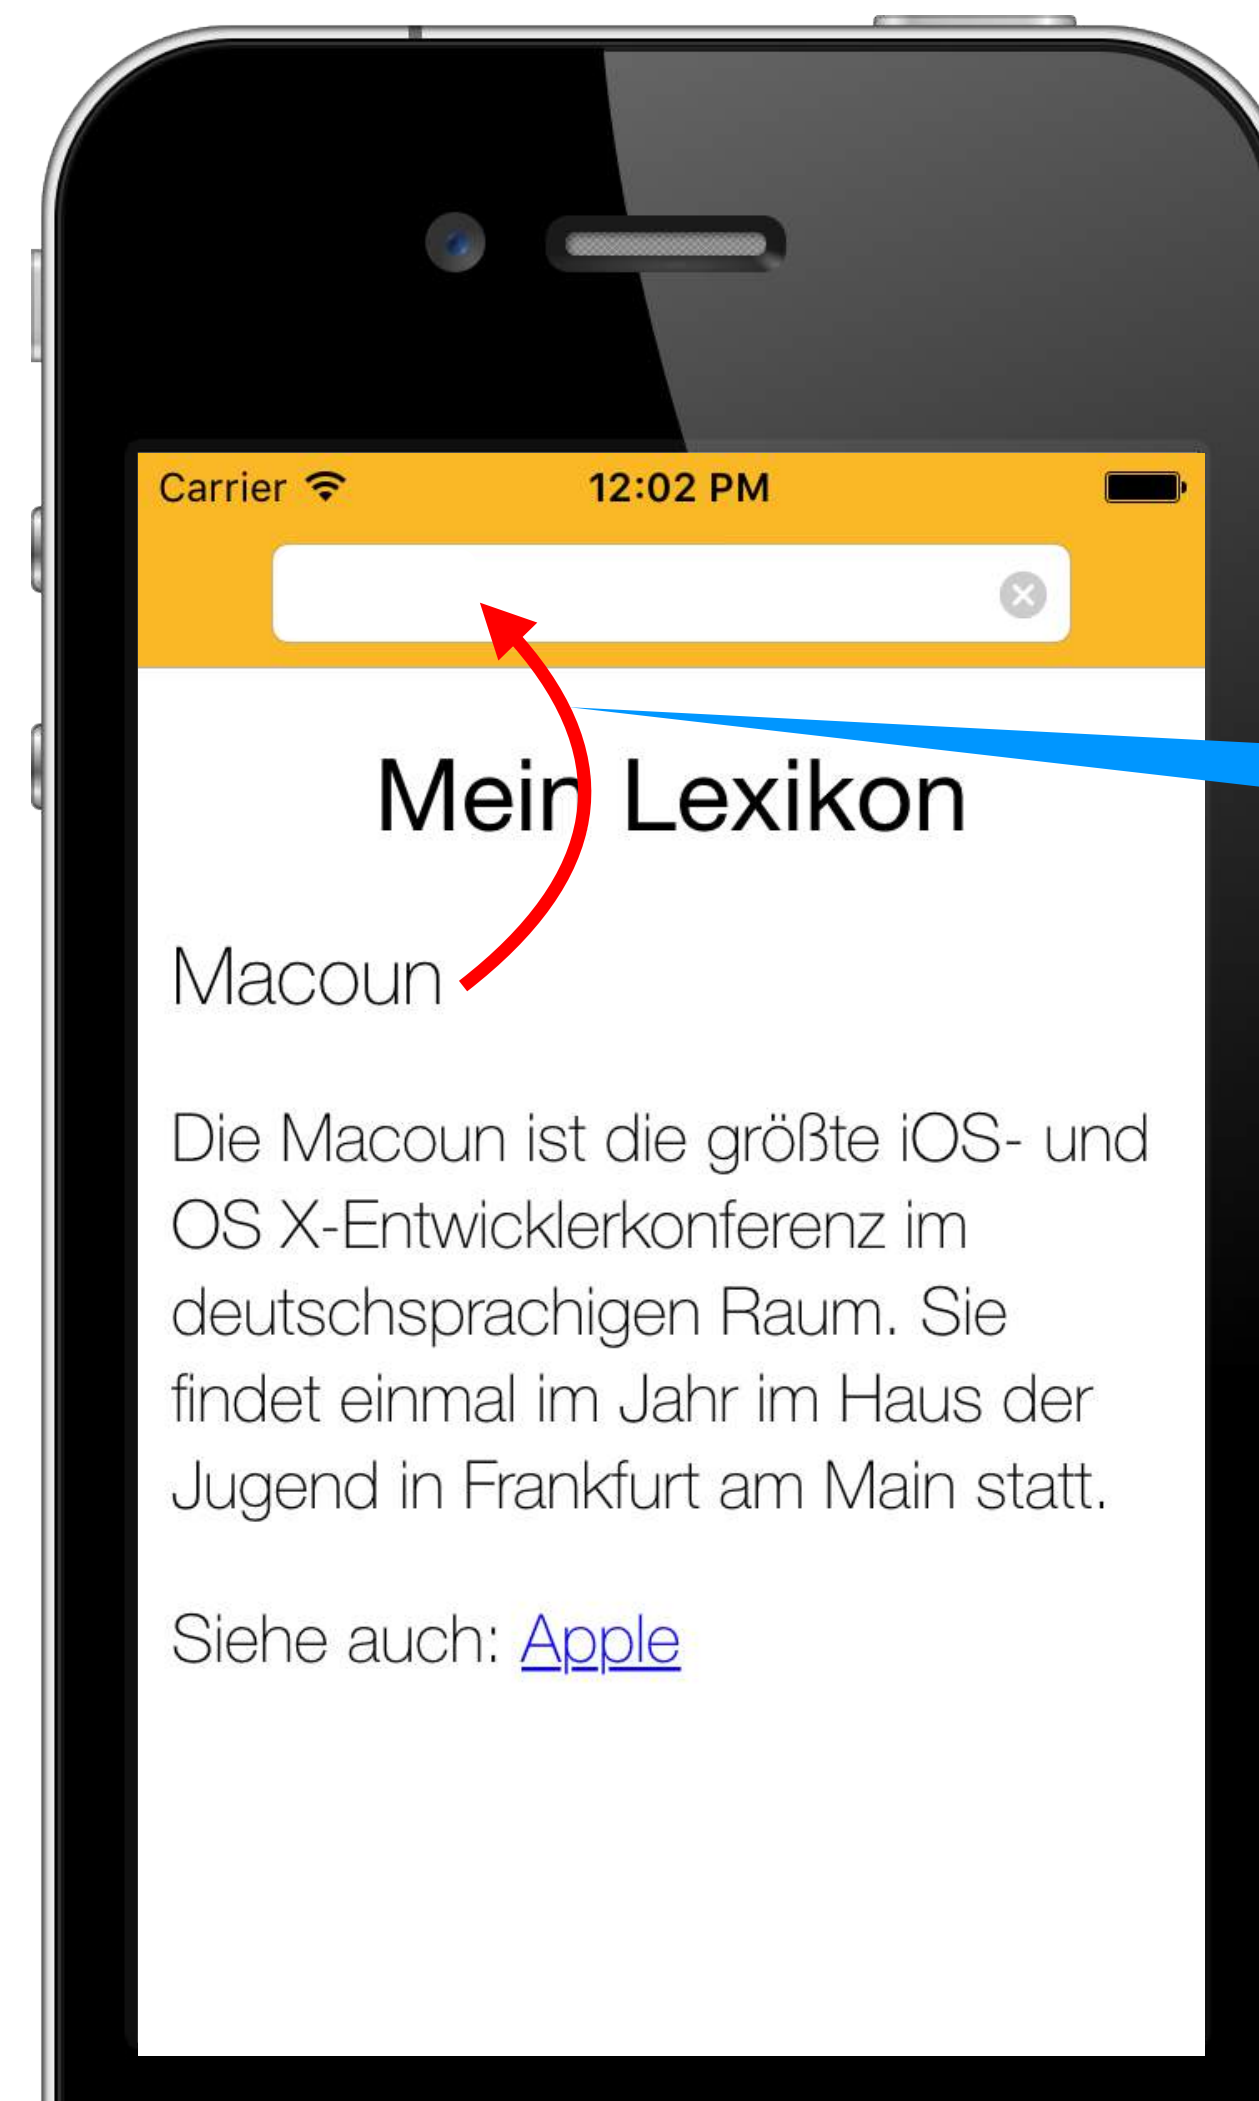 Carrier 12:02 PM
Mein Lexikon
Macoun
Die Macoun ist die größte iOS- und
OS X-Entwicklerkonferenz im
deutschsprachigen Raum. Sie
findet einmal im Jahr im Haus der
Jugend in Frankfurt am Main statt.
Siehe auch: Apple